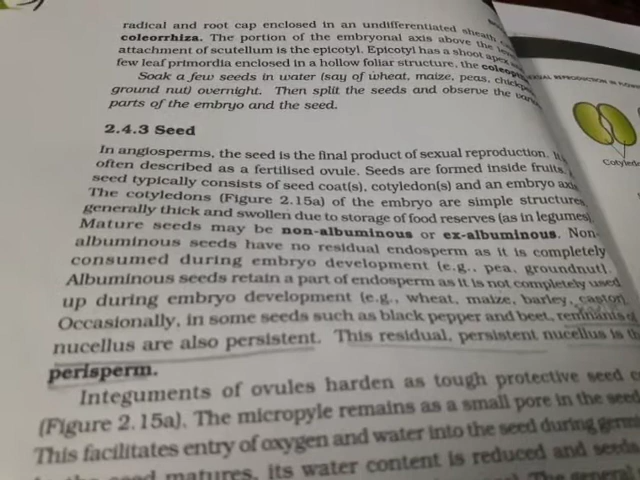 radical and root cap enclosed in an undifferentiated sheath
coleorrhiza. The portion of the embryonal axis above the
attachment of scutellum is the epicotyl. Epicotyl has a shoot apex
few leaf primordia enclosed in a hollow foliar structure, the
Soak a few seeds in water (say of wheat, maize, peas,
ground nut) overnight. Then split the seeds and observe the
parts of the embryo and the seed.
2.4.3 Seed
In angiosperms, the seed is the final product of sexual reproduction.
often described as a fertilised ovule. Seeds are formed inside fruits.
seed typically consists of seed coat(s), cotyledon(s) and an embryo
The cotyledons (Figure 2.15a) of the embryo are simple structures,
generally thick and swollen due to storage of food reserves (as in legumes).
Mature seeds may be non-albuminous or ex-albuminous. Non-
albuminous seeds have no residual endosperm as it is completely
consumed during embryo development (e.g., pea, groundnut).
Albuminous seeds retain a part of endosperm as it is not completely used
up during embryo development (e.g., wheat, maize, barley, castor).
Occasionally, in some seeds such as black pepper and beet, remnants of
nucellus are also persistent. This residual, persistent nucellus is
perisperm.
Integuments of ovules harden as tough protective seed
(Figure 2.15a). The micropyle remains as a small pore in the seed
This facilitates entry of oxygen and water into the seed during
seed matures, its water content is reduced and seeds
The general
REPRODUCTION IN